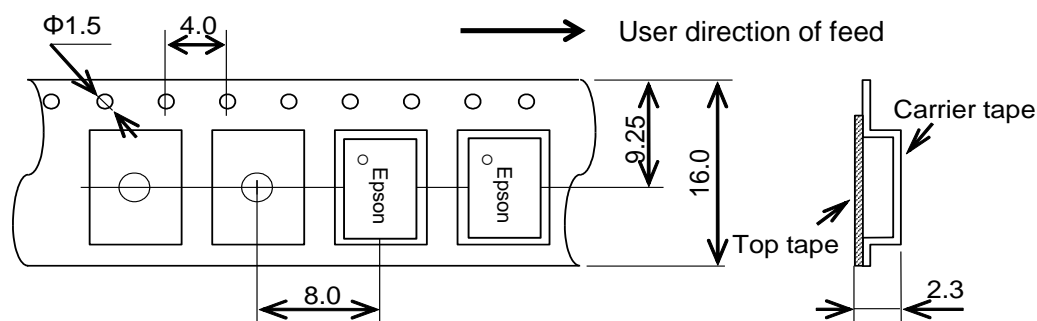 Φ1.5
4.0
User direction of feed
Carrier tape
9.25
16.0
Epson
Epson
Top tape
8.0
2.3